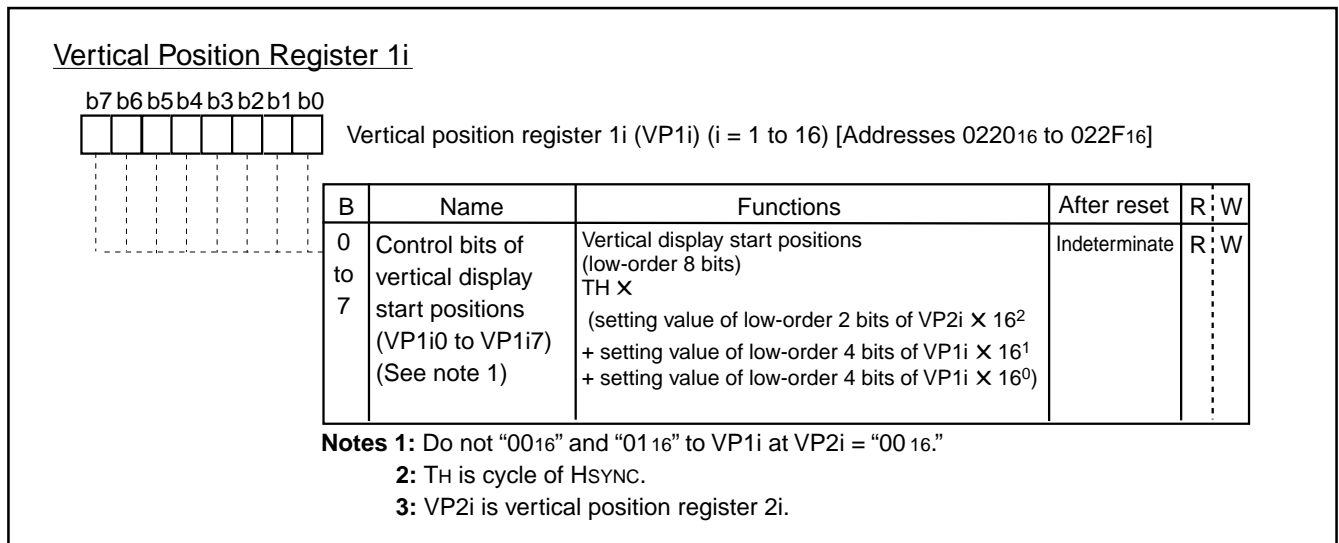 Vertical Position Register 1i
b7 b6 b5 b4 b3 b2 b1 b0
Vertical position register 1i (VP1i) (i = 1 to 16) [Addresses 022016 to 022F16]
B Name Functions After reset R W
0 to 7
Control bits of
vertical display
start positions
(VP1i0 to VP1i7)
(See note 1)
Vertical display start positions
(low-order 8 bits)
TH ✕
(setting value of low-order 2 bits of VP2i ✕ 16²
+ setting value of low-order 4 bits of VP1i ✕ 16¹
+ setting value of low-order 4 bits of VP1i ✕ 16⁰)
Indeterminate R W
Notes 1: Do not “0016” and “01 16” to VP1i at VP2i = “00 16.”
2: TH is cycle of HSYNC.
3: VP2i is vertical position register 2i.